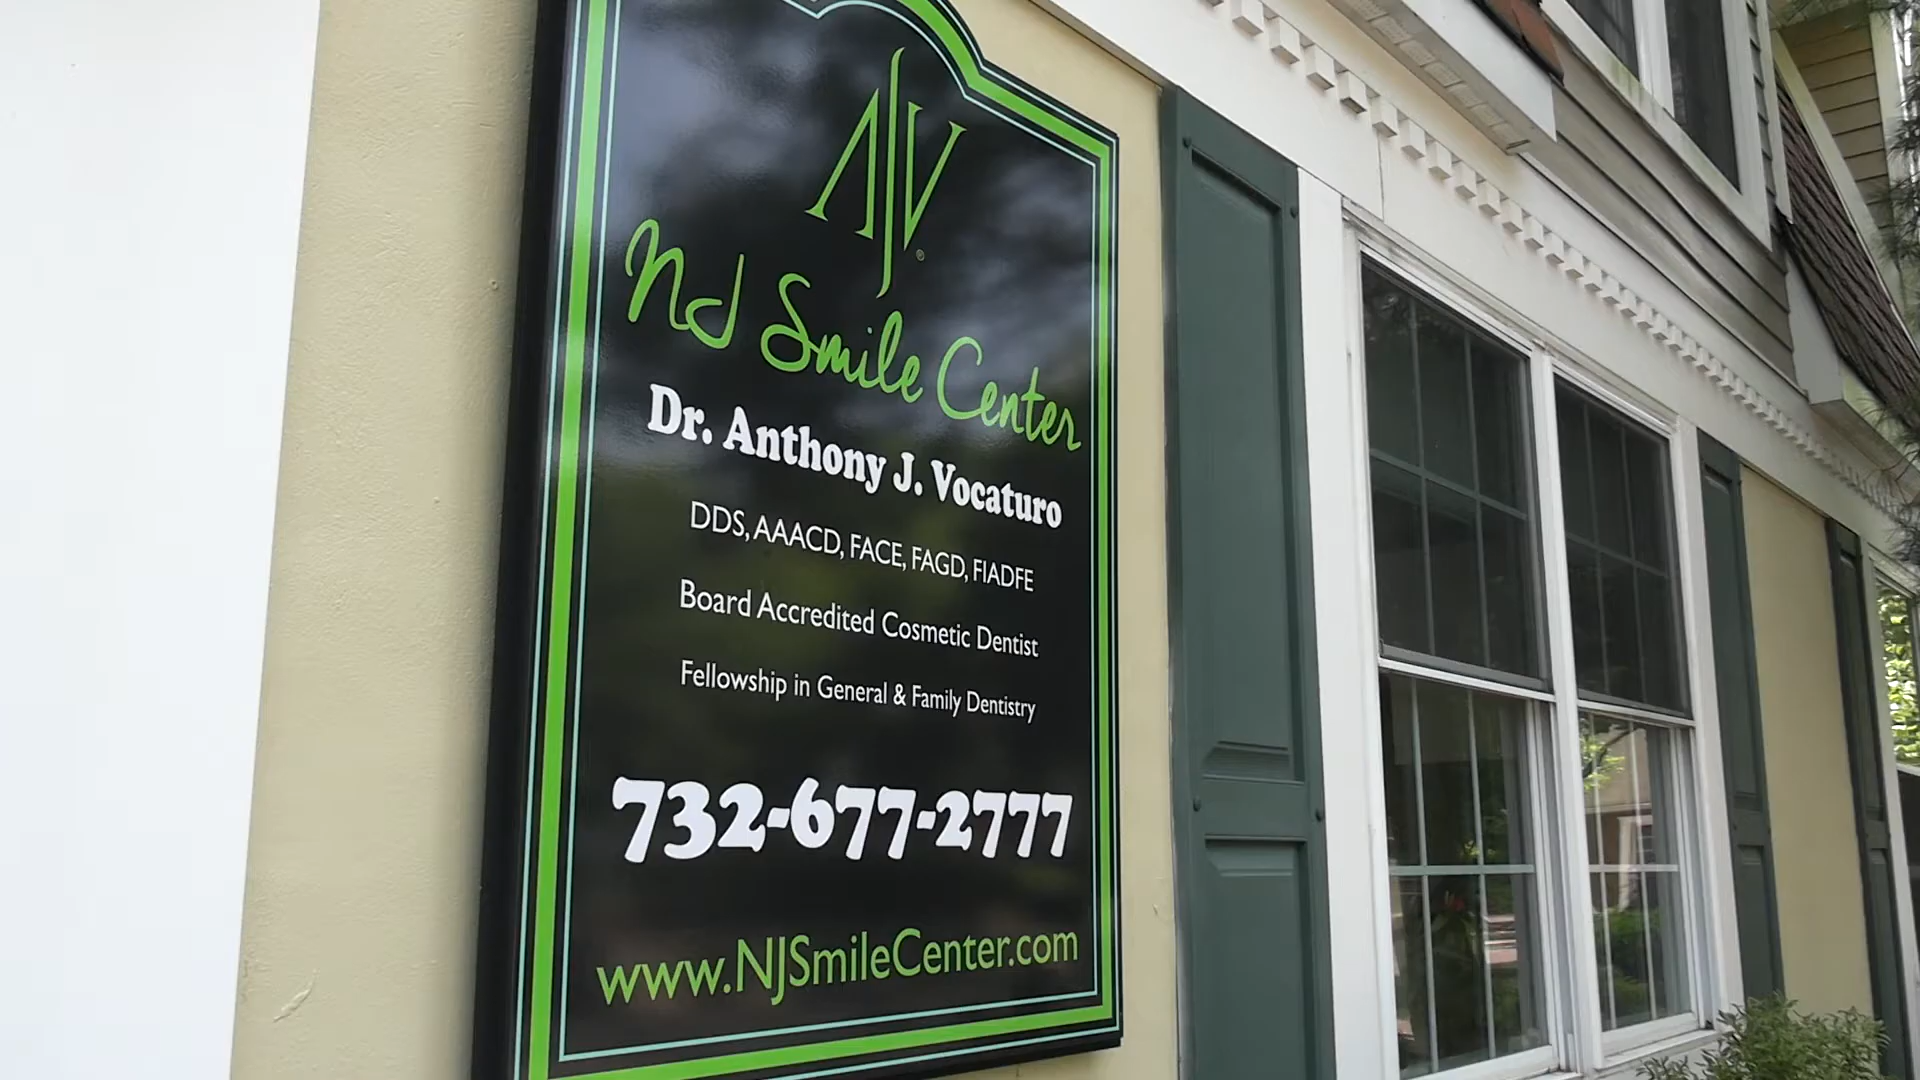 AJV®
NJ Smile Center
Dr. Anthony J. Vocaturo
DDS, AAACD, FACE, FAGD, FIADFE
Board Accredited Cosmetic Dentist
Fellowship in General & Family Dentistry
732-677-2777
www.NJSmileCenter.com